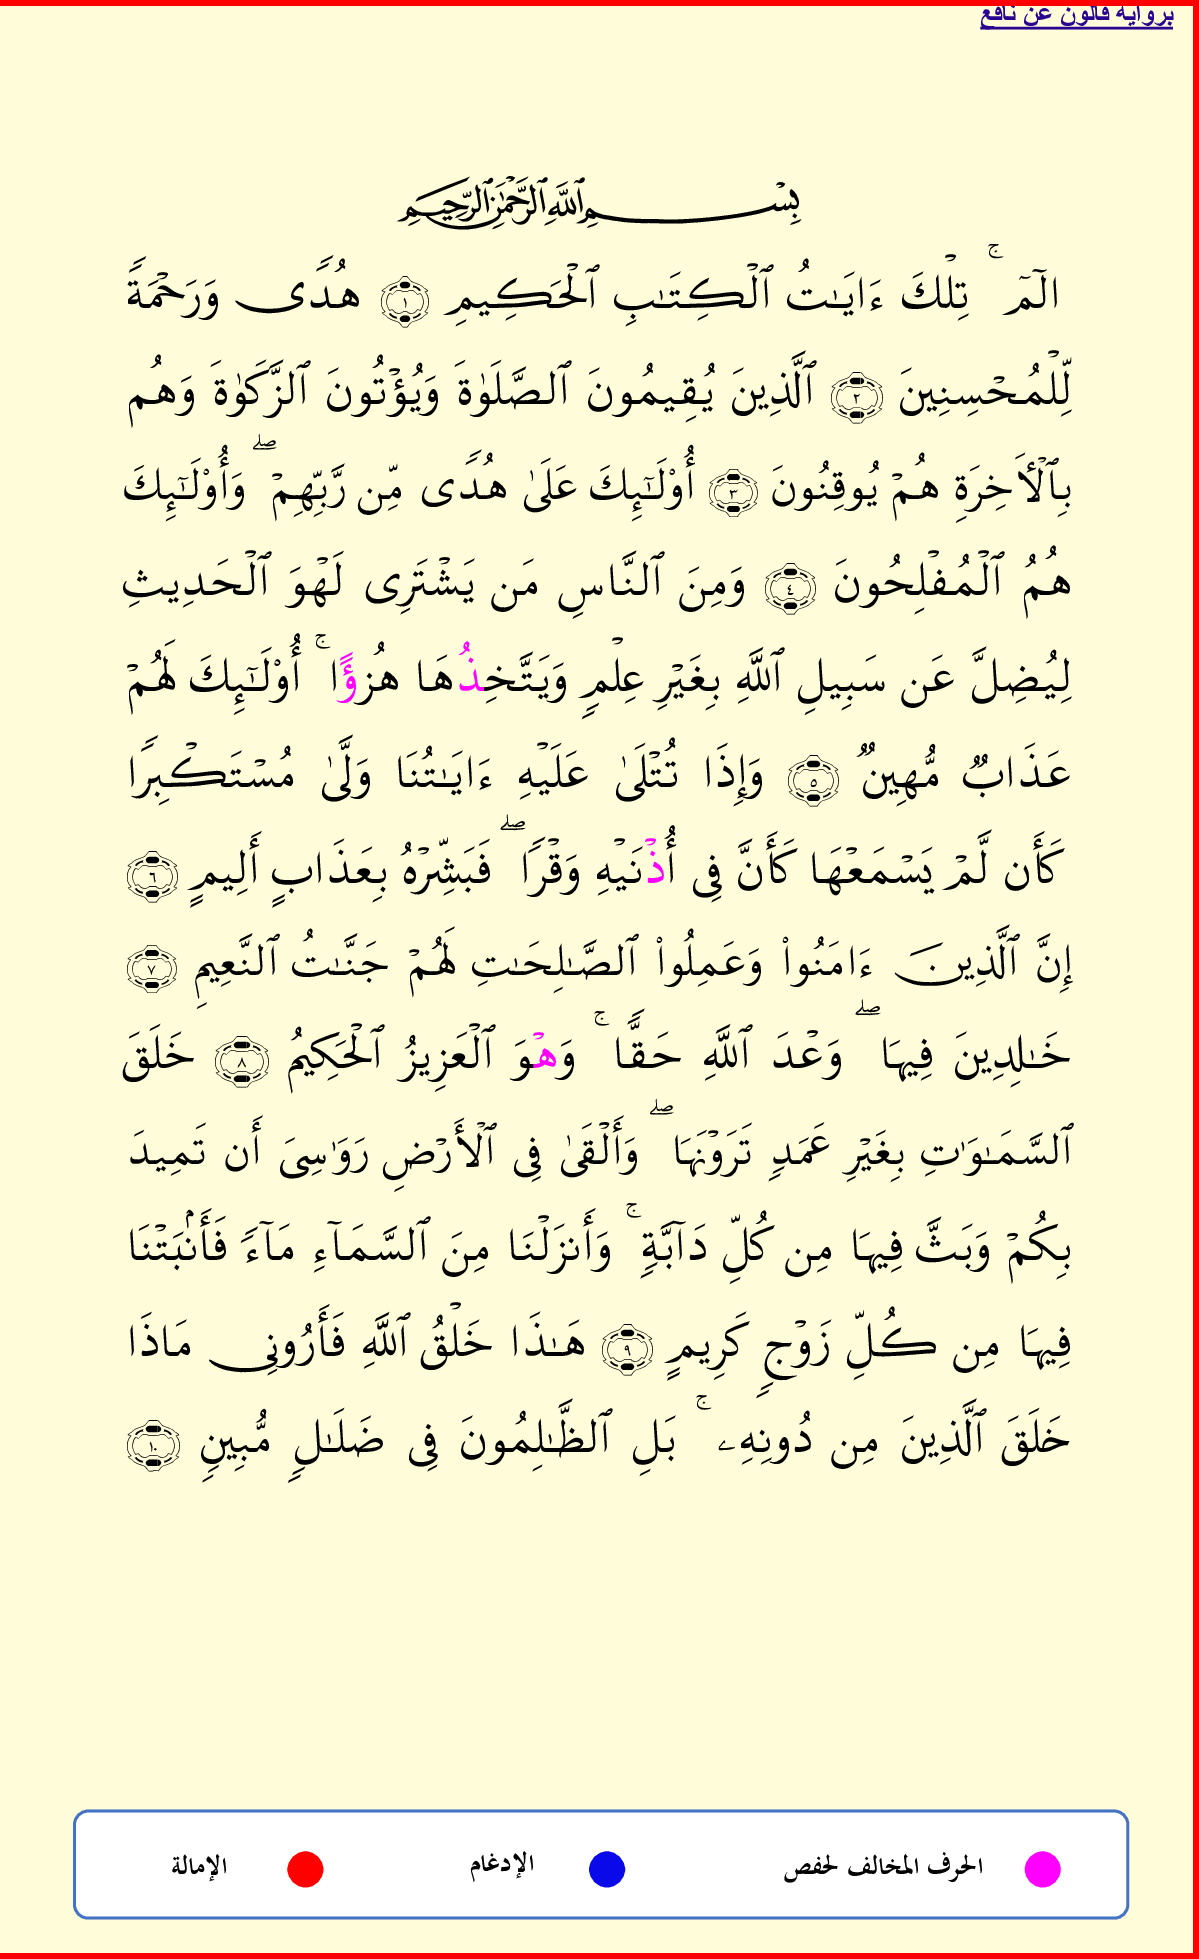 برواية قالون عن نافع
بِسْمِ ٱللَّهِ ٱلرَّحْمَٰنِ ٱلرَّحِيمِ
الٓمٓ ۚ تِلْكَ ءَايَـٰتُ ٱلْكِتَـٰبِ ٱلْحَكِيمِ ١ هُدًى وَرَحْمَةً
لِّلْمُحْسِنِينَ ٢ ٱلَّذِينَ يُقِيمُونَ ٱلصَّلَوٰةَ وَيُؤْتُونَ ٱلزَّكَوٰةَ وَهُم
بِٱلْأَخِرَةِ هُمْ يُوقِنُونَ ٣ أُوْلَـٰٓئِكَ عَلَىٰ هُدًى مِّن رَّبِّهِمْ ۖ وَأُوْلَـٰٓئِكَ
هُمُ ٱلْمُفْلِحُونَ ٤ وَمِنَ ٱلنَّاسِ مَن يَشْتَرِى لَهْوَ ٱلْحَدِيثِ
لِيُضِلَّ عَن سَبِيلِ ٱللَّهِ بِغَيْرِ عِلْمٍ وَيَتَّخِذُهَا هُزُؤًا ۚ أُوْلَـٰٓئِكَ لَهُمْ
عَذَابٌ مُّهِينٌ ٥ وَإِذَا تُتْلَىٰ عَلَيْهِ ءَايَـٰتُنَا وَلَّىٰ مُسْتَكْبِرًا
كَأَن لَّمْ يَسْمَعْهَا كَأَنَّ فِى أُذْنَيْهِ وَقْرًا ۖ فَبَشِّرْهُ بِعَذَابٍ أَلِيمٍ ٦
إِنَّ ٱلَّذِينَ ءَامَنُوا۟ وَعَمِلُوا۟ ٱلصَّـٰلِحَـٰتِ لَهُمْ جَنَّـٰتُ ٱلنَّعِيمِ ٧
خَـٰلِدِينَ فِيهَا ۖ وَعْدَ ٱللَّهِ حَقًّا ۚ وَهْوَ ٱلْعَزِيزُ ٱلْحَكِيمُ ٨ خَلَقَ
ٱلسَّمَـٰوَٰتِ بِغَيْرِ عَمَدٍ تَرَوْنَهَا ۖ وَأَلْقَىٰ فِى ٱلْأَرْضِ رَوَٰسِىَ أَن تَمِيدَ
بِكُمْ وَبَثَّ فِيهَا مِن كُلِّ دَآبَّةٍ ۚ وَأَنزَلْنَا مِنَ ٱلسَّمَآءِ مَآءً فَأَنۢبَتْنَا
فِيهَا مِن كُلِّ زَوْجٍ كَرِيمٍ ٩ هَـٰذَا خَلْقُ ٱللَّهِ فَأَرُونِى مَاذَا
خَلَقَ ٱلَّذِينَ مِن دُونِهِۦ ۚ بَلِ ٱلظَّـٰلِمُونَ فِى ضَلَـٰلٍ مُّبِينٍ ١٠
الحرف المخالف لحفص الإدغام الإمالة